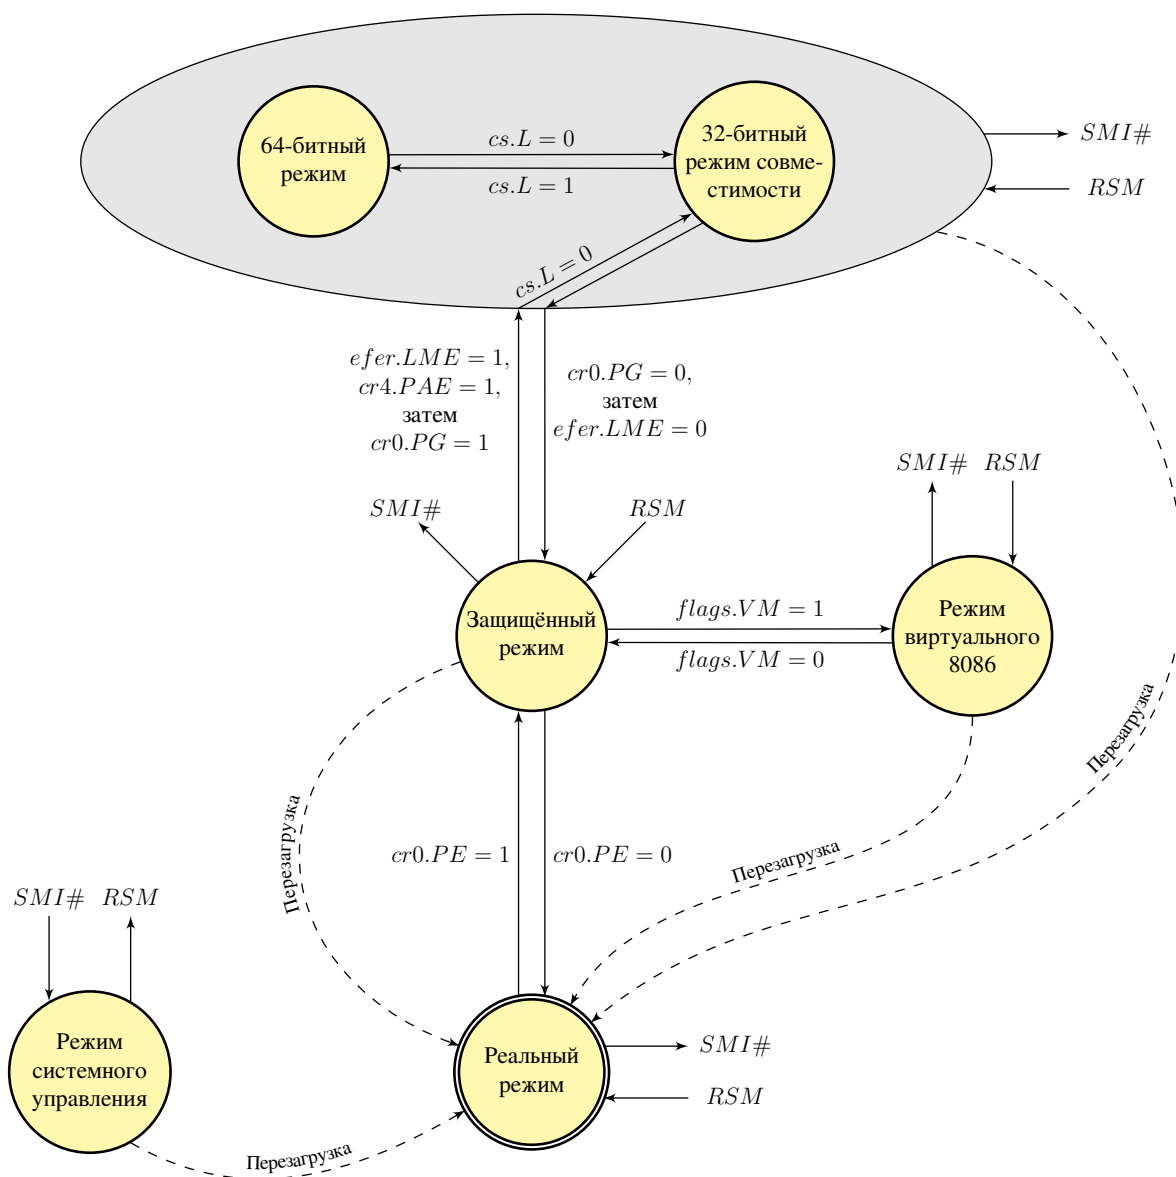 64-битный
режим
cs.L = 0
cs.L = 1
32-битный
режим совме-
стимости
SMI#
RSM
cs.L = 0
efer.LME = 1,
cr4.PAE = 1,
затем
cr0.PG = 1
cr0.PG = 0,
затем
efer.LME = 0
SMI#
RSM
SMI#
RSM
Защищённый
режим
flags.VM = 1
flags.VM = 0
Режим
виртуального
8086
Перезагрузка
Перезагрузка
Перезагрузка
cr0.PE = 1
cr0.PE = 0
SMI#
RSM
Режим
системного
управления
Реальный
режим
SMI#
RSM
Перезагрузка